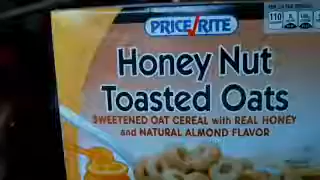 PRICE RITE
110
Honey Nut
Toasted Oats
SWEETENED OAT CEREAL with REAL HONEY
and NATURAL ALMOND FLAVOR